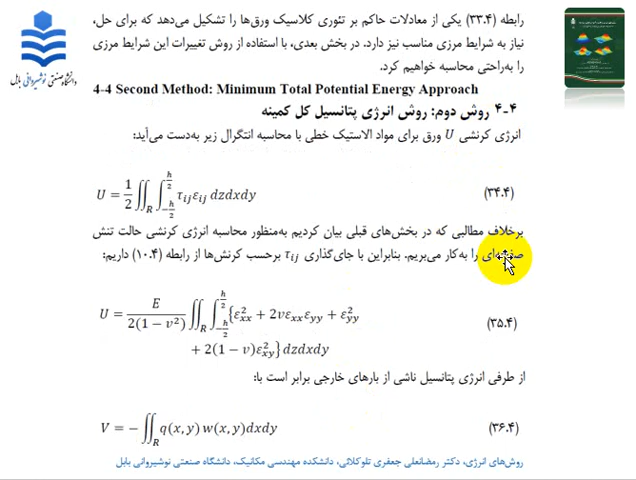 رابطه (۳۳.۴) یکی از معادلات حاکم بر تئوری کلاسیک ورق‌ها را تشکیل می‌دهد که برای حل،
نیاز به شرایط مرزی مناسب نیز دارد. در بخش بعدی، با استفاده از روش تغییرات این شرایط مرزی
را به‌راحتی محاسبه خواهیم کرد.
دانشگاه صنعتی نوشیروانی بابل
4-4 Second Method: Minimum Total Potential Energy Approach
۴-۴ روش دوم: روش انرژی پتانسیل کل کمینه
انرژی کرنشی U ورق برای مواد الاستیک خطی با محاسبه انتگرال زیر به‌دست می‌آید:
U = 1/2 ∬_R ∫_{-h/2}^{h/2} τ_ij ε_ij dzdxdy (۳۴.۴)
برخلاف مطالبی که در بخش‌های قبلی بیان کردیم به‌منظور محاسبه انرژی کرنشی حالت تنش
صفحه‌ای را به‌کار می‌بریم. بنابراین با جای‌گذاری τ_ij برحسب کرنش‌ها از رابطه (۱۰.۴) داریم:
U = E/2(1 − ν²) ∬_R ∫_{-h/2}^{h/2} {ε²_xx + 2νε_xx ε_yy + ε²_yy (۳۵.۴)
+ 2(1 − ν)ε²_xy} dzdxdy
از طرفی انرژی پتانسیل ناشی از بارهای خارجی برابر است با:
V = − ∬_R q(x, y) w(x, y)dxdy (۳۶.۴)
روش‌های انرژی، دکتر رمضانعلی جعفری تلوکلائی، دانشکده مهندسی مکانیک، دانشگاه صنعتی نوشیروانی بابل